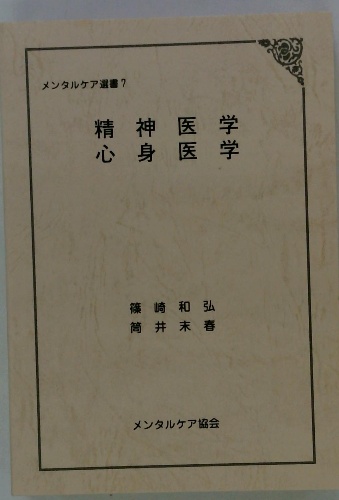 メンタルケア選書7
精神医学
心身医学
篠崎和弘
筒井末春
メンタルケア協会